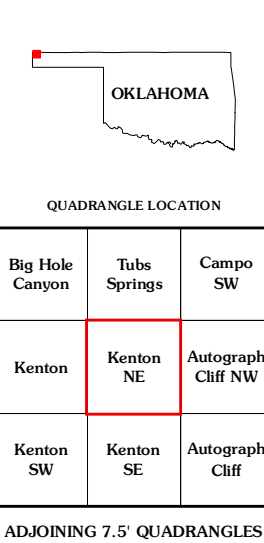 OKLAHOMA
QUADRANGLE LOCATION
Big Hole
Canyon
Tubs
Springs
Campo
SW
Kenton
Kenton
NE
Autograph
Cliff NW
Kenton
SW
Kenton
SE
Autograph
Cliff
ADJOINING 7.5' QUADRANGLES